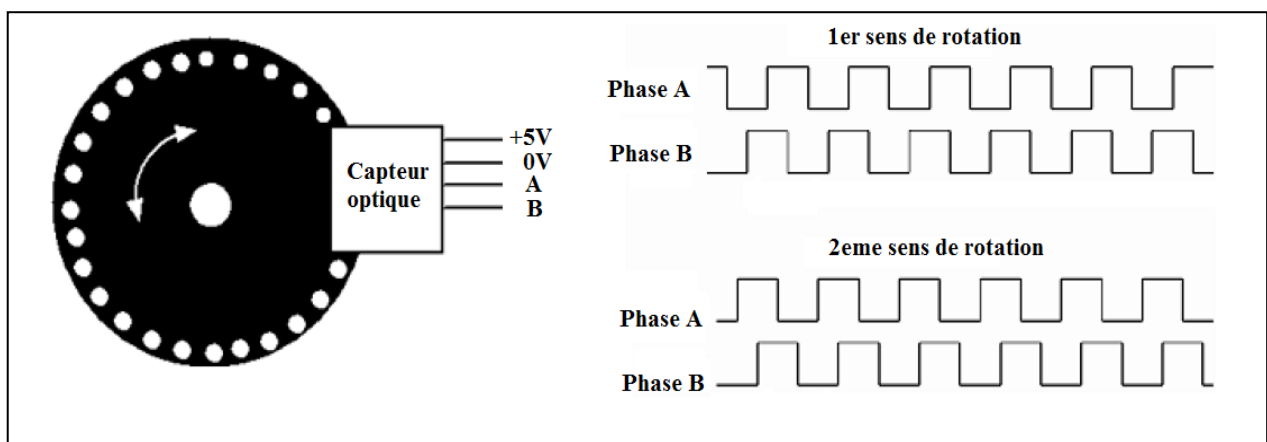 +5V
0V
Capteur
optique
A
B
1er sens de rotation
Phase A
Phase B
2eme sens de rotation
Phase A
Phase B